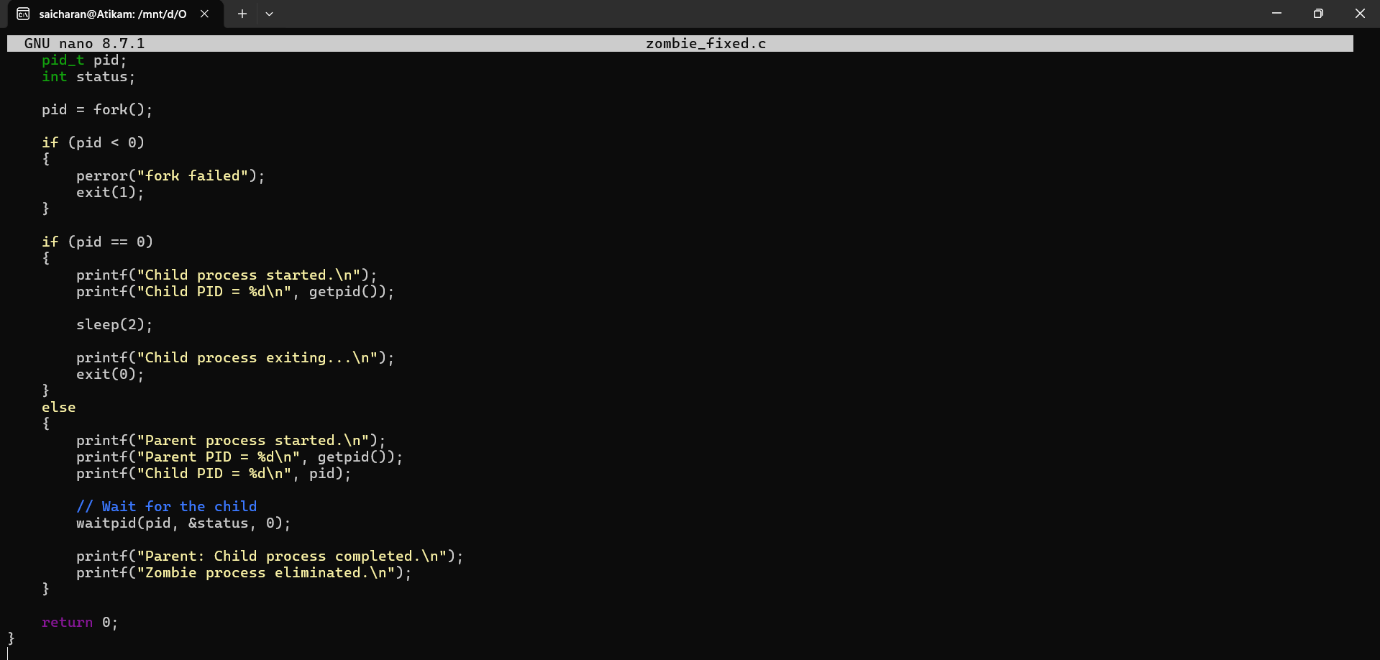 saicharan@Atikam: /mnt/d/O
GNU nano 8.7.1 zombie_fixed.c
    pid_t pid;
    int status;

    pid = fork();

    if (pid < 0)
    {
        perror("fork failed");
        exit(1);
    }

    if (pid == 0)
    {
        printf("Child process started.\n");
        printf("Child PID = %d\n", getpid());

        sleep(2);

        printf("Child process exiting...\n");
        exit(0);
    }
    else
    {
        printf("Parent process started.\n");
        printf("Parent PID = %d\n", getpid());
        printf("Child PID = %d\n", pid);

        // Wait for the child
        waitpid(pid, &status, 0);

        printf("Parent: Child process completed.\n");
        printf("Zombie process eliminated.\n");
    }

    return 0;
}